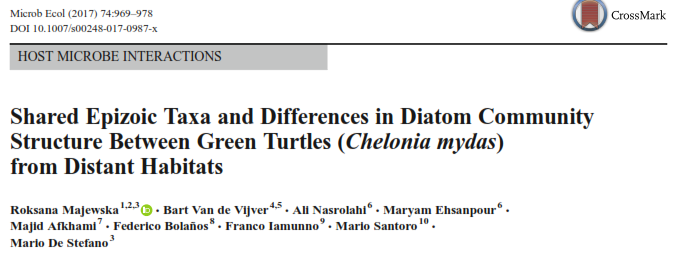 Microb Ecol (2017) 74:969–978
DOI 10.1007/s00248-017-0987-x
CrossMark
HOST MICROBE INTERACTIONS
Shared Epizoic Taxa and Differences in Diatom Community
Structure Between Green Turtles (Chelonia mydas)
from Distant Habitats
Roksana Majewska 1,2,3 iD · Bart Van de Vijver 4,5 · Ali Nasrolahi 6 · Maryam Ehsanpour 6 ·
Majid Afkhami 7 · Federico Bolaños 8 · Franco Iamunno 9 · Mario Santoro 10 ·
Mario De Stefano 3